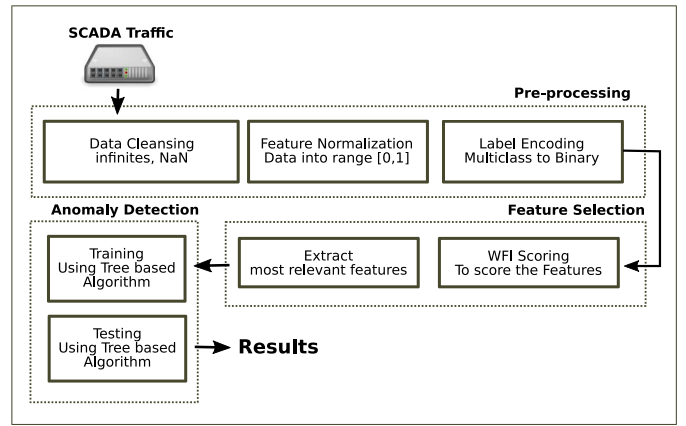 SCADA Traffic
Pre-processing
Data Cleansing
infinites, NaN
Feature Normalization
Data into range [0,1]
Label Encoding
Multiclass to Binary
Anomaly Detection
Feature Selection
Training
Using Tree based
Algorithm
Extract
most relevant features
WFI Scoring
To score the Features
Testing
Using Tree based
Algorithm
Results